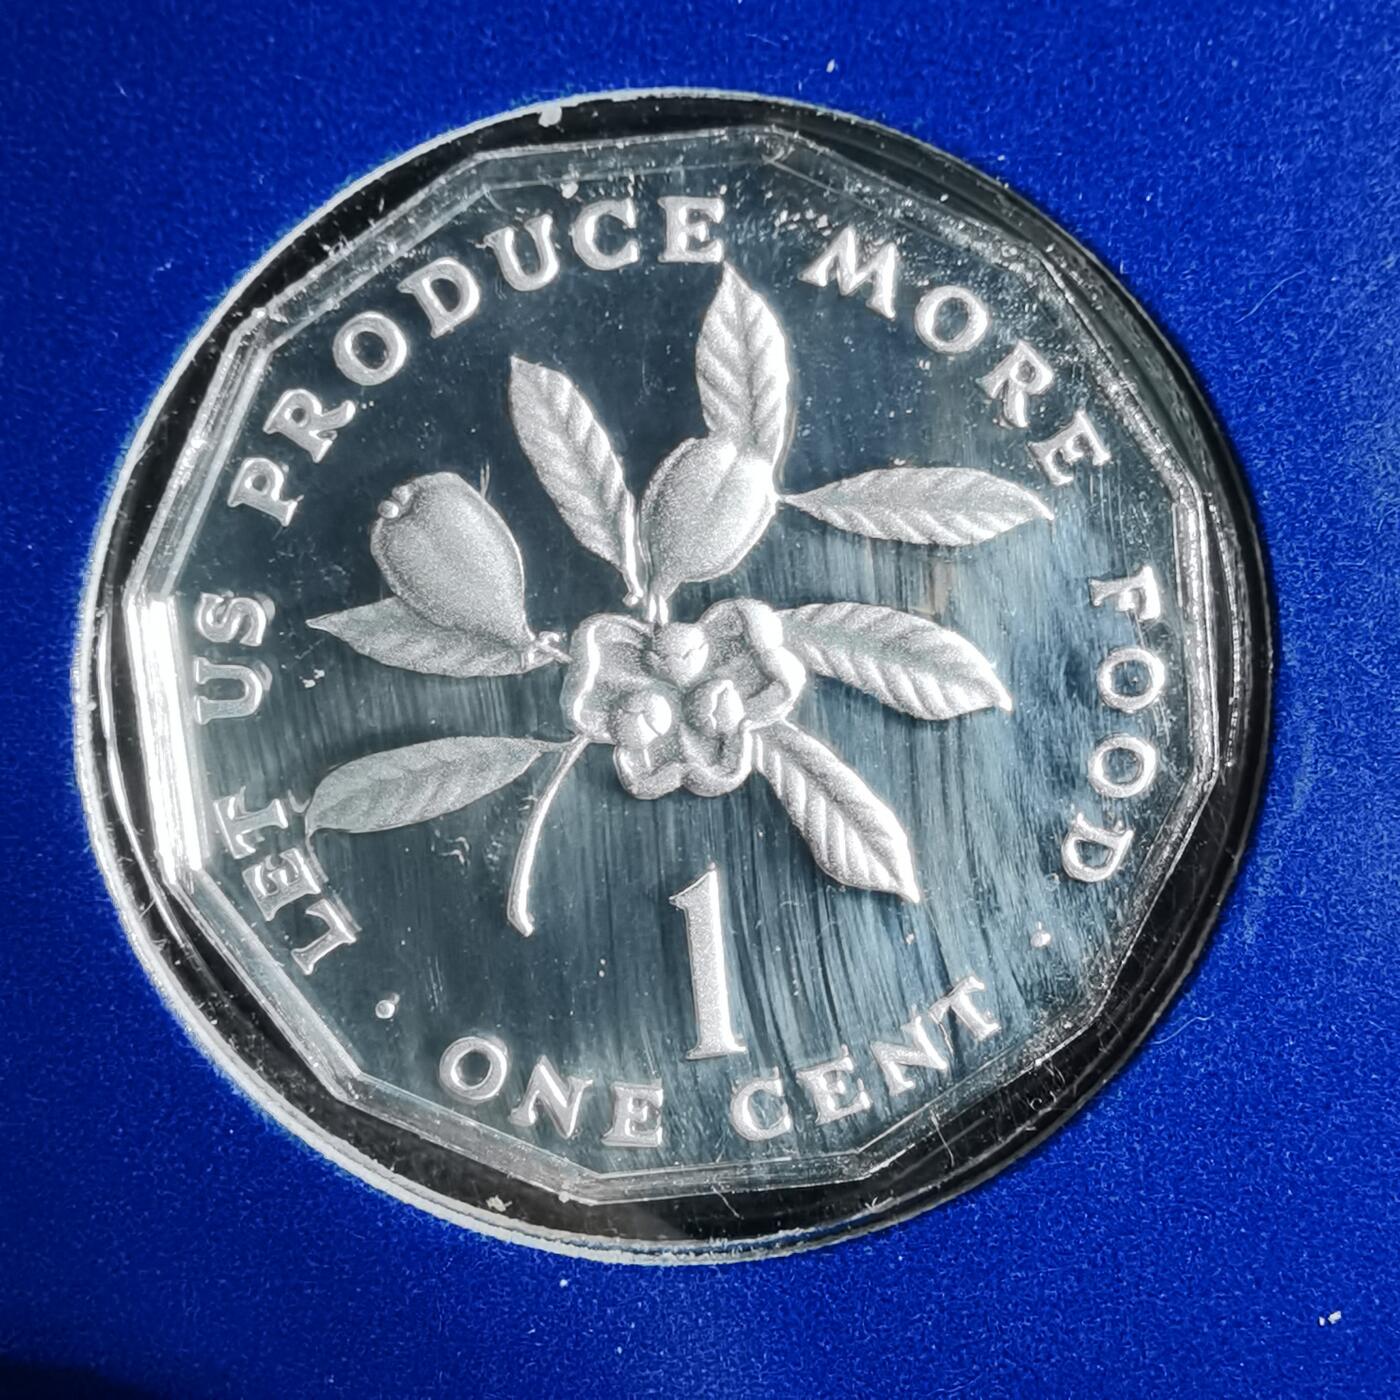 LET US PRODUCE MORE FOOD
1
· ONE CENT ·